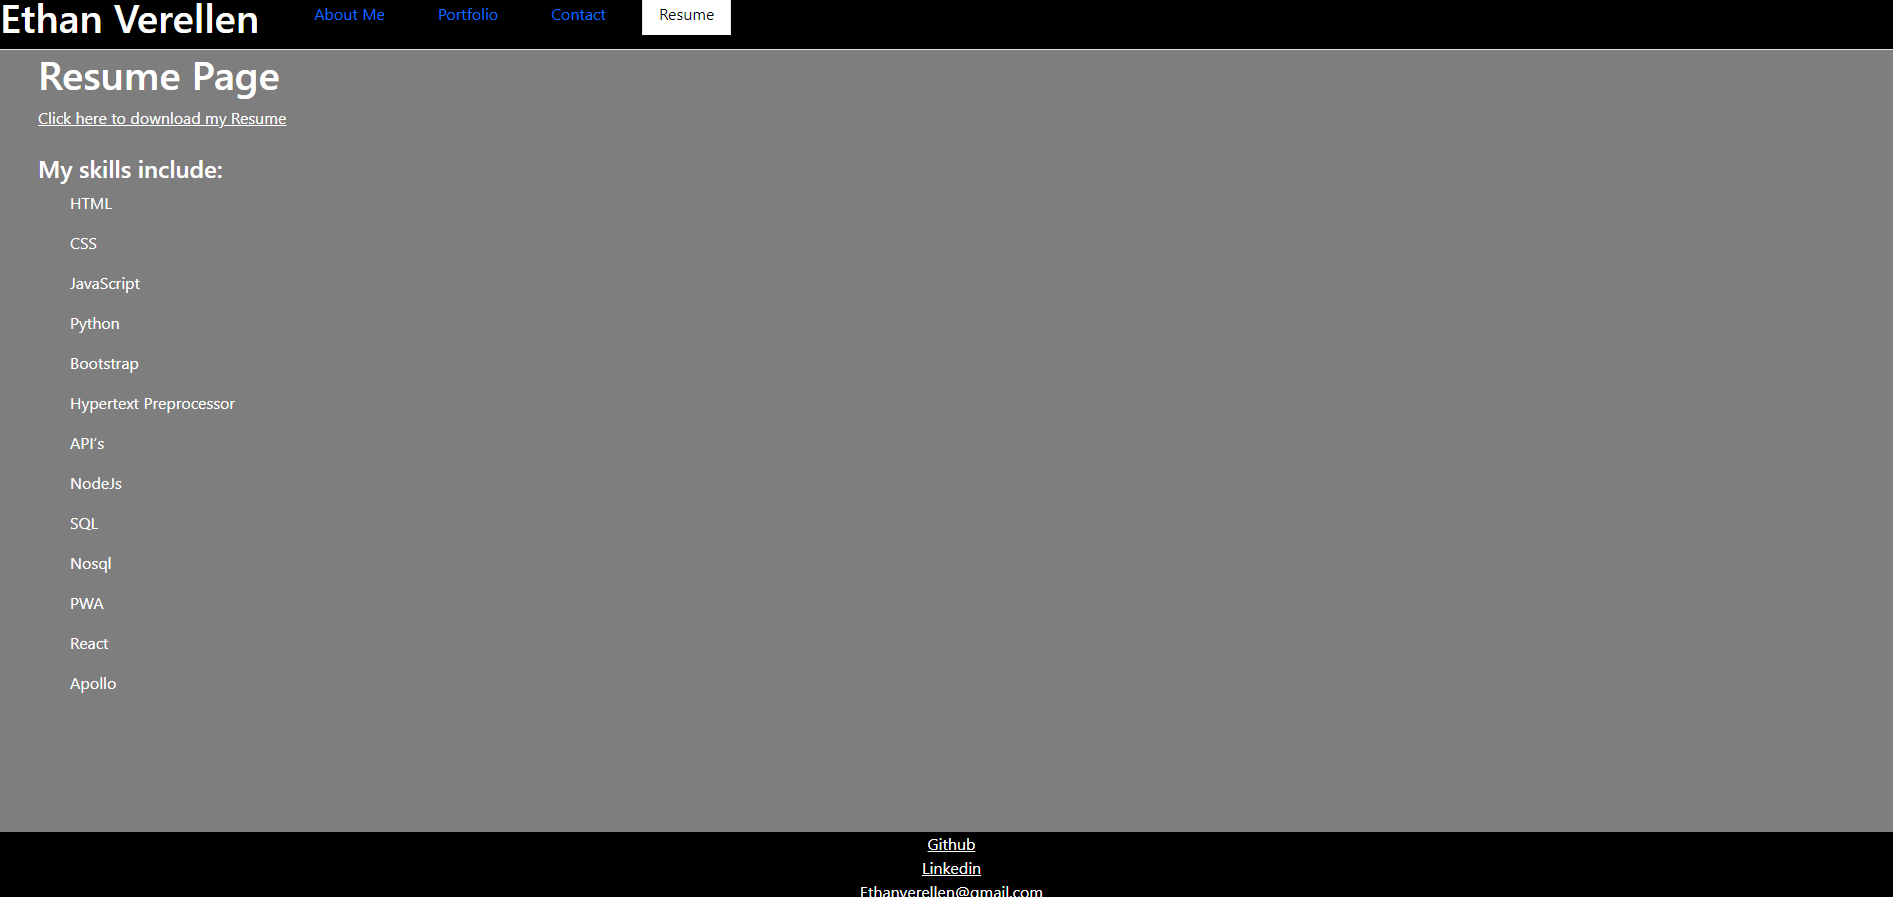 Ethan Verellen About Me Portfolio Contact Resume
Resume Page
Click here to download my Resume
My skills include:
HTML
CSS
JavaScript
Python
Bootstrap
Hypertext Preprocessor
API's
NodeJs
SQL
Nosql
PWA
React
Apollo
Github
Linkedin
Ethanverellen@gmail.com